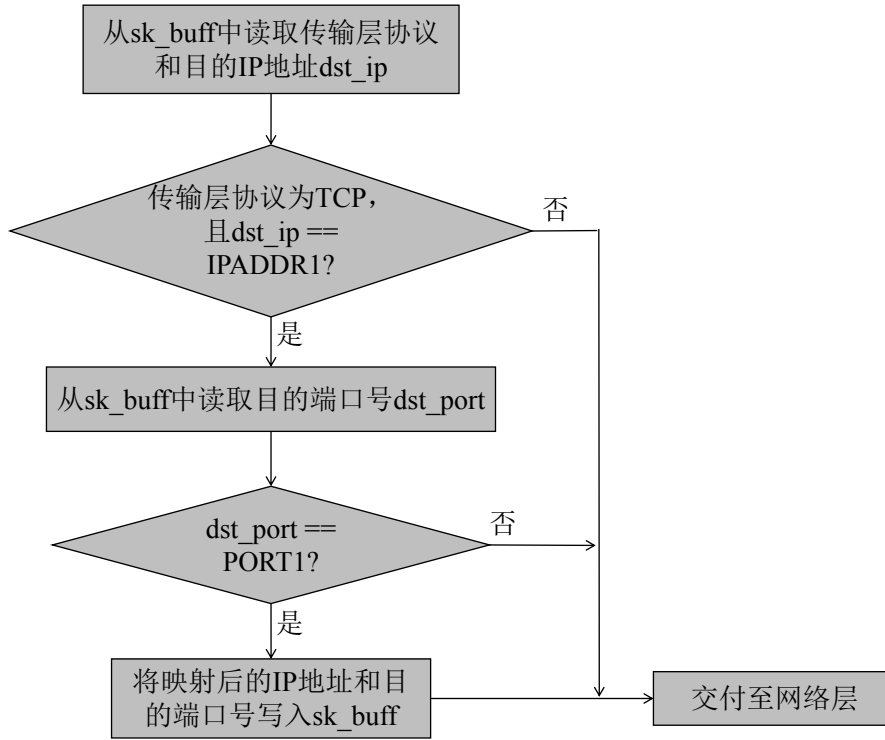 从sk_buff中读取传输层协议
和目的IP地址dst_ip
传输层协议为TCP，
且dst_ip ==
IPADDR1?
否
是
从sk_buff中读取目的端口号dst_port
dst_port ==
PORT1?
否
是
将映射后的IP地址和目
的端口号写入sk_buff
交付至网络层